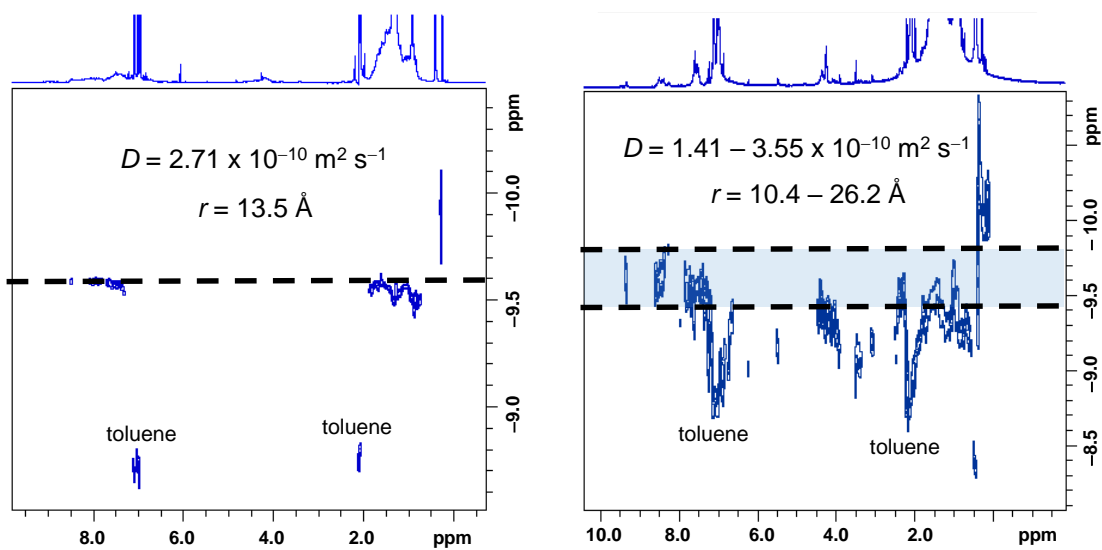 D = 2.71 x 10⁻¹⁰ m² s⁻¹
r = 13.5 Å
toluene
toluene
8.0 6.0 4.0 2.0 ppm
ppm
−10.0
−9.5
−9.0
D = 1.41 – 3.55 x 10⁻¹⁰ m² s⁻¹
r = 10.4 – 26.2 Å
toluene
toluene
10.0 8.0 6.0 4.0 2.0 ppm
ppm
−10.0
−9.5
−9.0
−8.5